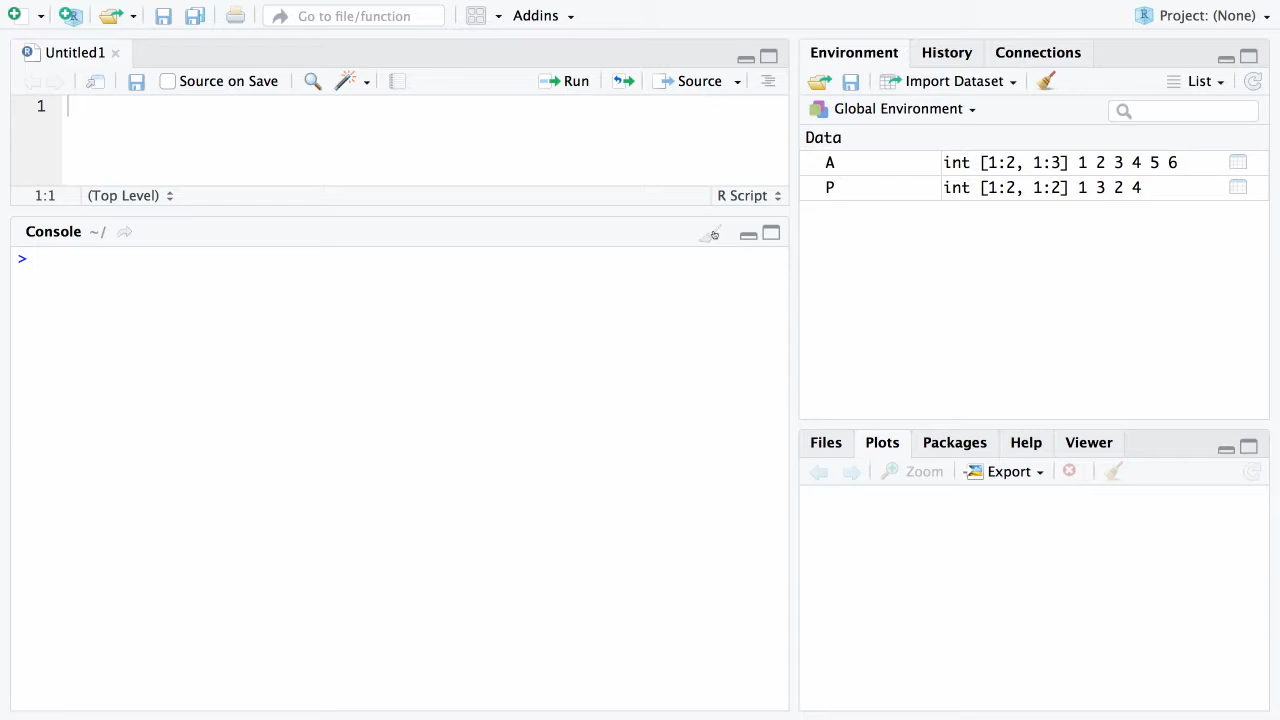 Go to file/function
Addins
Project: (None)
Untitled1
Source on Save
Run
Source
1
1:1 (Top Level) R Script
Console ~/
>
Environment History Connections
Import Dataset List
Global Environment
Data
A int [1:2, 1:3] 1 2 3 4 5 6
P int [1:2, 1:2] 1 3 2 4
Files Plots Packages Help Viewer
Zoom Export